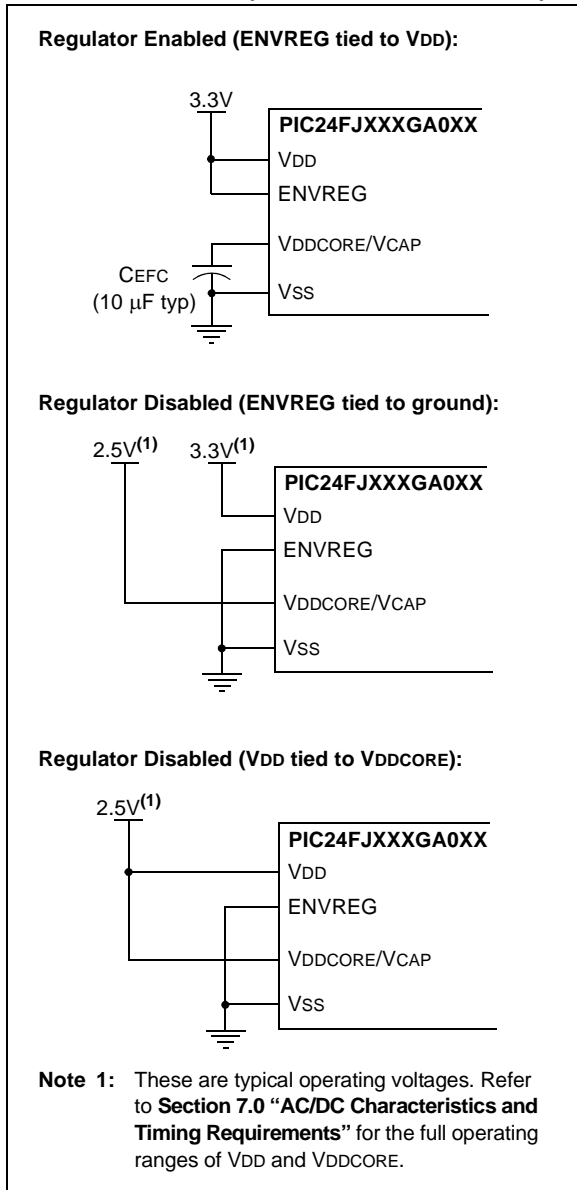 Regulator Enabled (ENVREG tied to VDD):
3.3V
PIC24FJXXXGA0XX
VDD
ENVREG
VDDCORE/VCAP
CEFC
(10 μF typ)
VSS
Regulator Disabled (ENVREG tied to ground):
2.5V(1) 3.3V(1)
PIC24FJXXXGA0XX
VDD
ENVREG
VDDCORE/VCAP
VSS
Regulator Disabled (VDD tied to VDDCORE):
2.5V(1)
PIC24FJXXXGA0XX
VDD
ENVREG
VDDCORE/VCAP
VSS
Note 1: These are typical operating voltages. Refer
to Section 7.0 “AC/DC Characteristics and
Timing Requirements” for the full operating
ranges of VDD and VDDCORE.